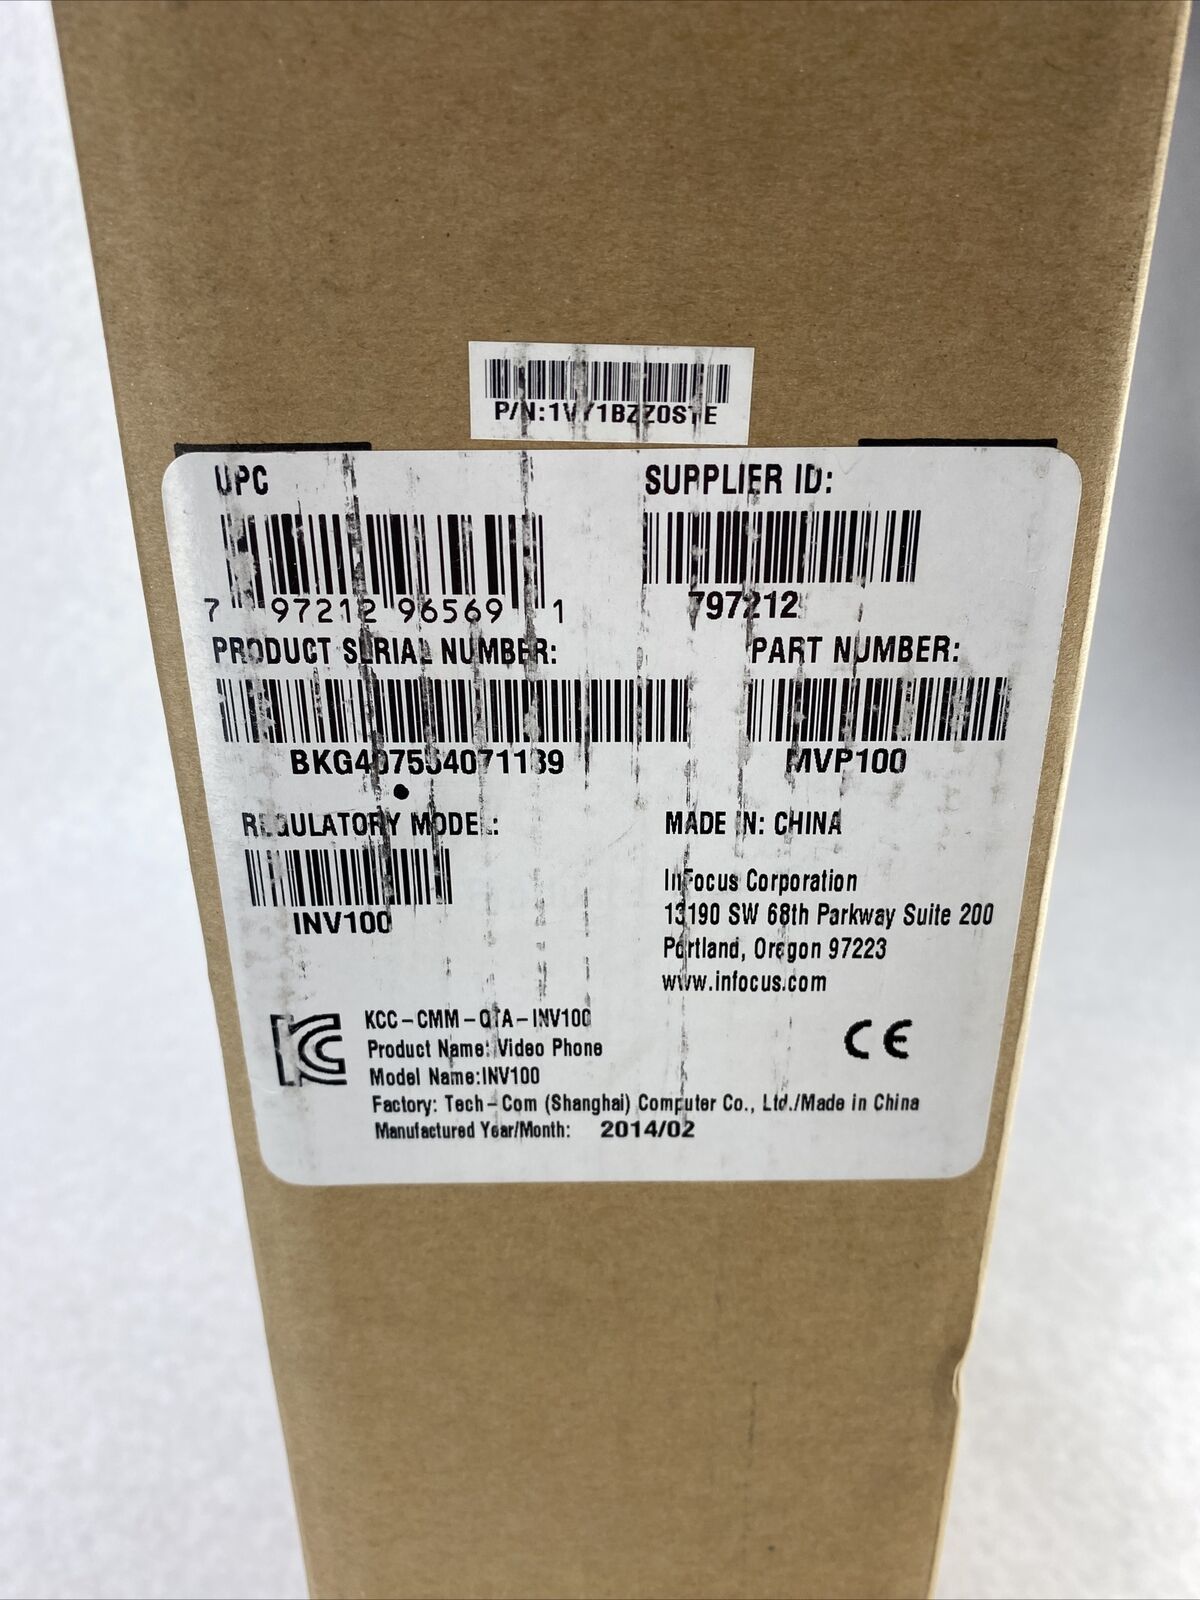 P/N:1VY1BZZ0STE
UPC
SUPPLIER ID:
7 97212 96569 1
797212
PRODUCT SERIAL NUMBER:
PART NUMBER:
MVP100
REGULATORY MODEL:
MADE IN: CHINA
INV100
InFocus Corporation
13190 SW 68th Parkway Suite 200
Portland, Oregon 97223
www.infocus.com
KCC-CMM-QTA-INV100
CE
Product Name: Video Phone
Model Name:INV100
Factory: Tech-Com (Shanghai) Computer Co., Ltd./Made in China
Manufactured Year/Month: 2014/02